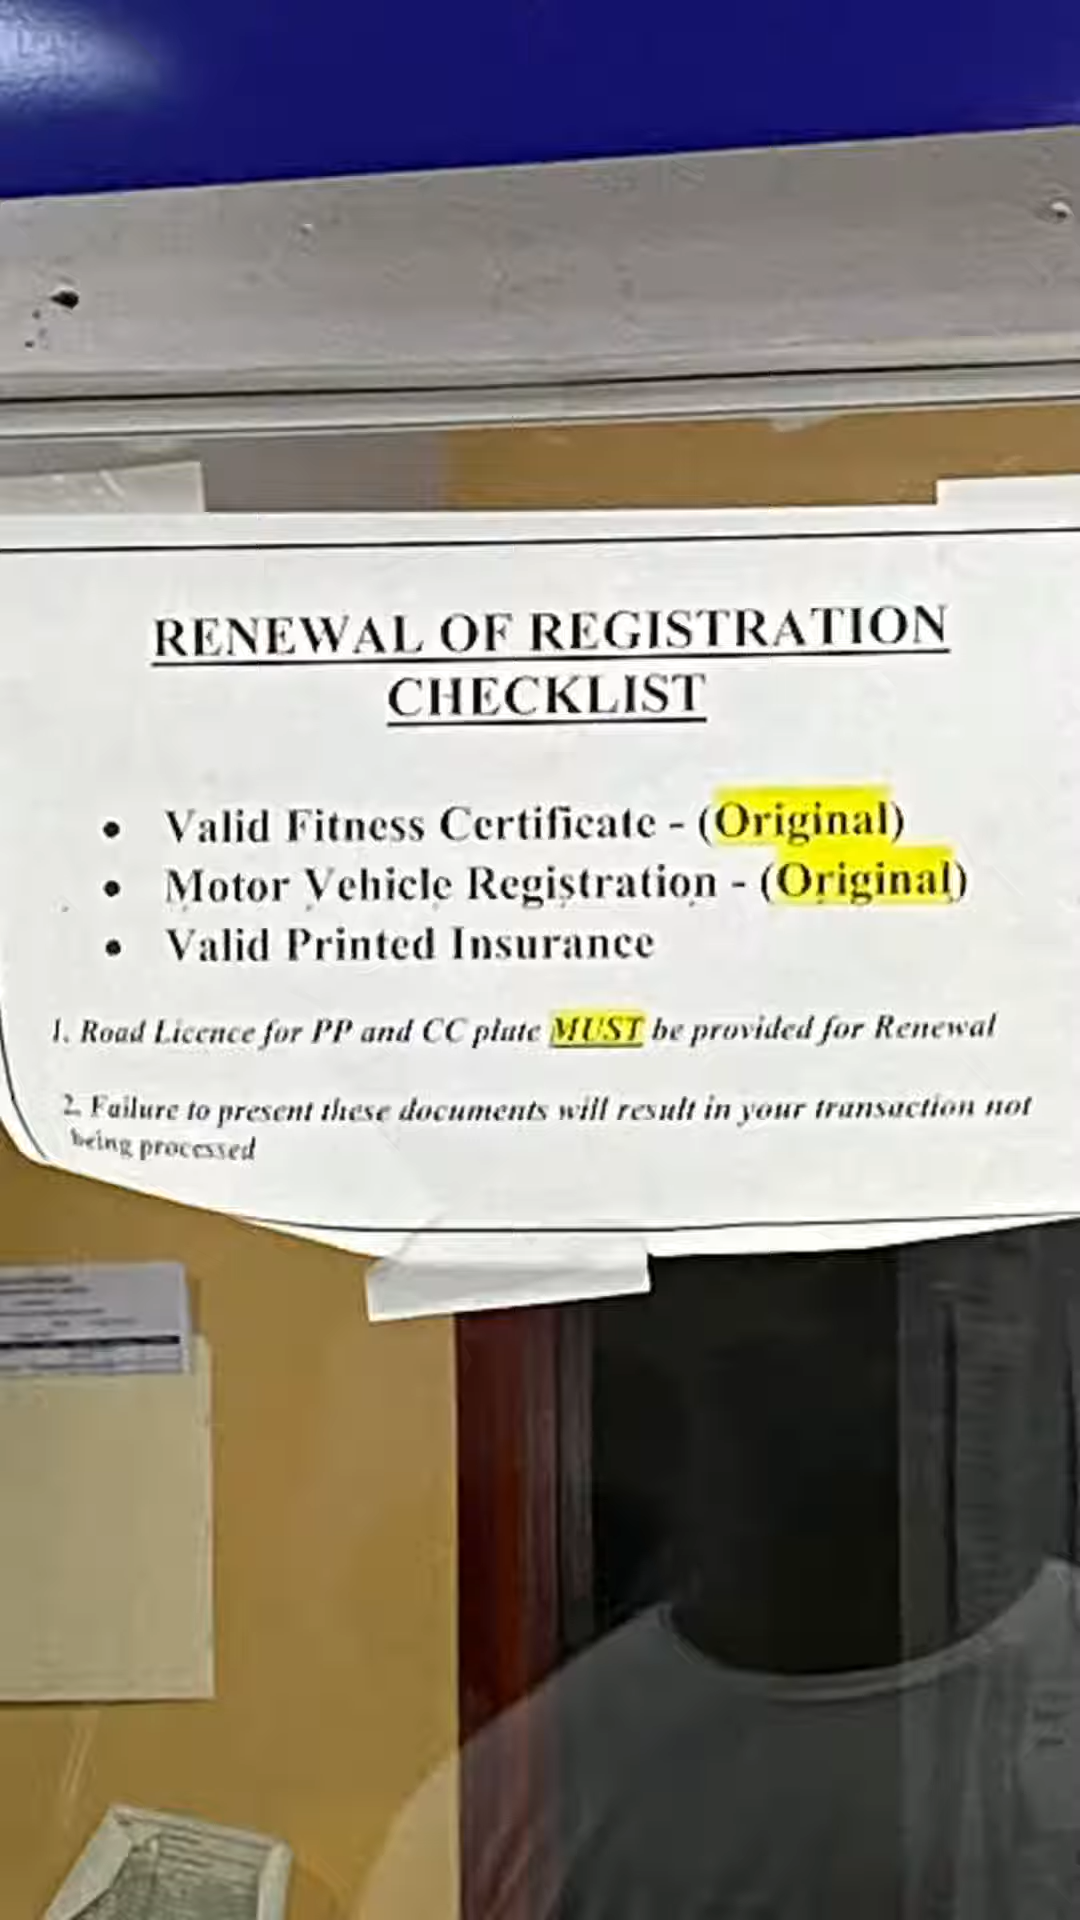 RENEWAL OF REGISTRATION
CHECKLIST
• Valid Fitness Certificate - (Original)
• Motor Vehicle Registration - (Original)
• Valid Printed Insurance
1. Road Licence for PP and CC plate MUST be provided for Renewal
2. Failure to present these documents will result in your transaction not
being processed